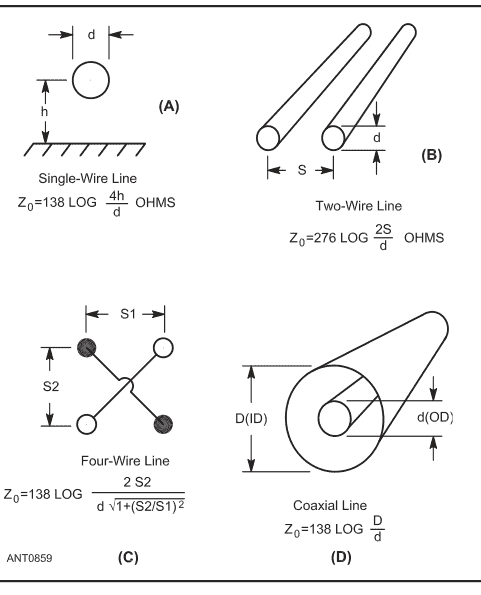 d
h
(A)
Single-Wire Line
Z0=138 LOG 4h/d OHMS
d
S
(B)
Two-Wire Line
Z0=276 LOG 2S/d OHMS
S1
S2
Four-Wire Line
Z0=138 LOG 2 S2 / d √1+(S2/S1)²
ANT0859
(C)
D(ID)
d(OD)
Coaxial Line
Z0=138 LOG D/d
(D)